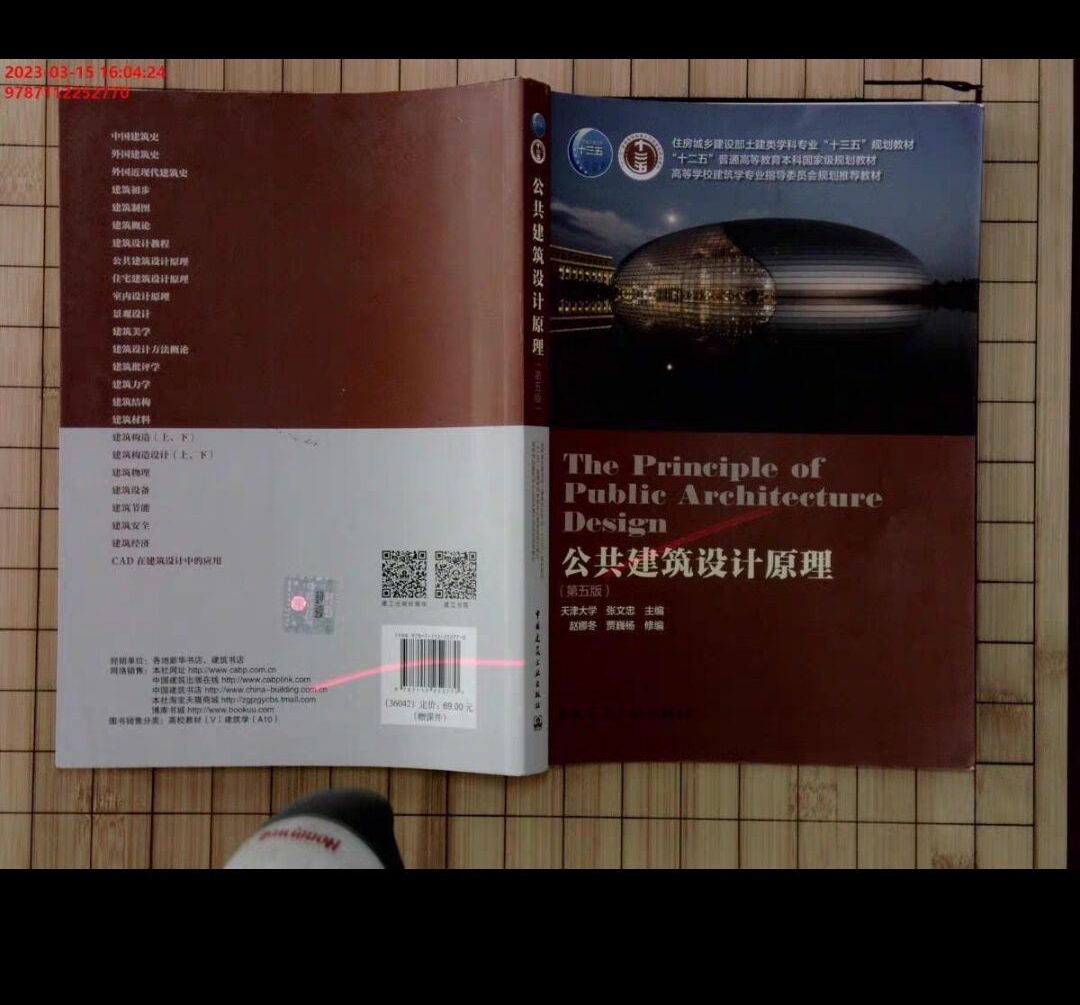 2023-03-15 16:04:24
9787112252770
中国建筑史
外国建筑史
外国近现代建筑史
建筑初步
建筑制图
建筑概论
建筑设计教程
公共建筑设计原理
住宅建筑设计原理
室内设计原理
景观设计
建筑美学
建筑设计方法概论
建筑批评学
建筑力学
建筑结构
建筑材料
建筑构造（上、下）
建筑构造设计（上、下）
建筑物理
建筑设备
建筑节能
建筑安全
建筑经济
CAD 在建筑设计中的应用
经销单位：各地新华书店、建筑书店
网络销售：本社网址 http://www.cabp.com.cn
中国建筑出版在线 http://www.cabplink.com
中国建筑书店 http://www.china-building.com.cn
本社淘宝天猫商城 http://zgjzgycbs.tmall.com
博库书城 http://www.bookuu.com
图书销售分类：高校教材（V）建筑学（A10）
建工书院
(36042) 定价：69.00 元
(赠课件)
公共建筑设计原理
（第五版）
中国建筑工业出版社
十三五
十三五
住房城乡建设部土建类学科专业“十三五”规划教材
“十二五”普通高等教育本科国家级规划教材
高等学校建筑学专业指导委员会规划推荐教材
The Principle of
Public Architecture
Design
公共建筑设计原理
（第五版）
天津大学 张文忠 主编
赵娜冬 贾巍杨 修编
Honeywell